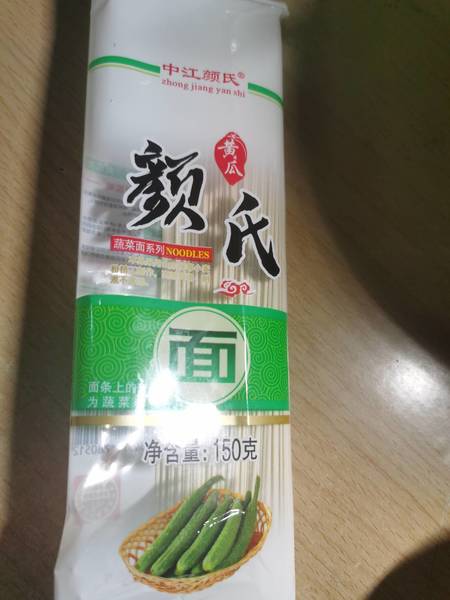 中江颜氏®
zhong jiang yan shi
黄瓜
颜氏
蔬菜面系列NOODLES
面
面条上的
为蔬菜
净含量:150克